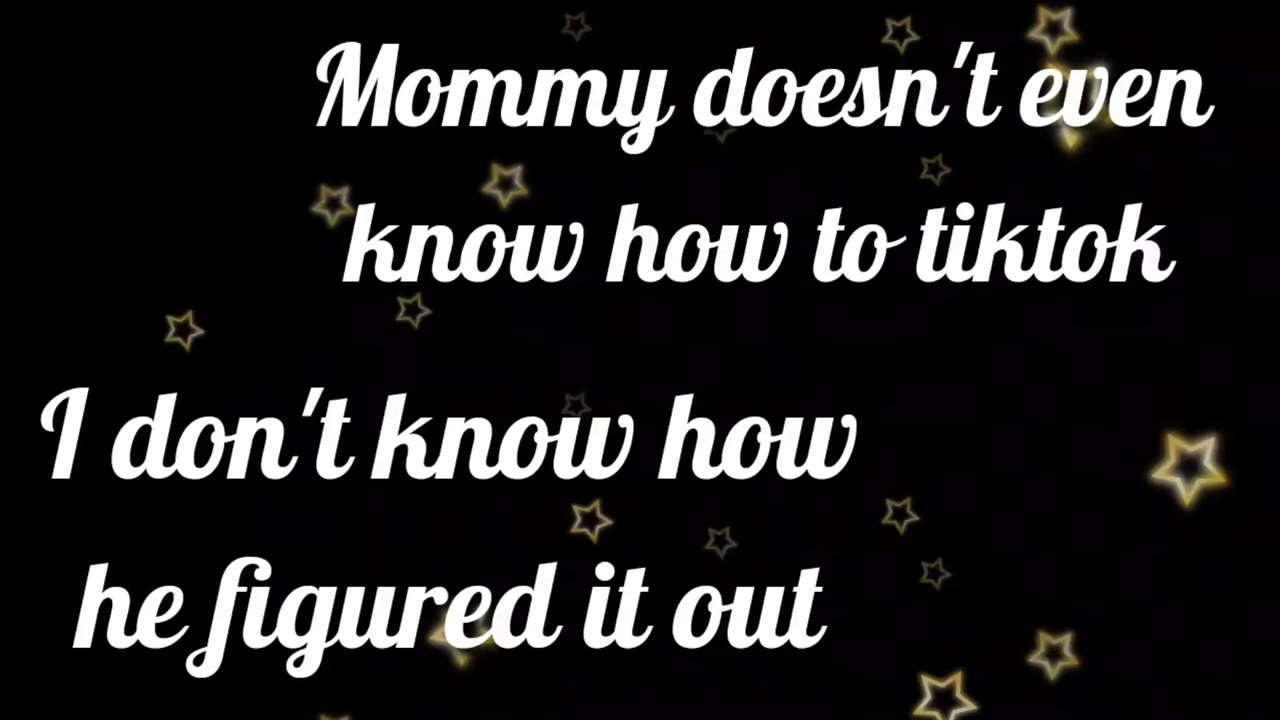 Mommy doesn't even
know how to tiktok
I don't know how
he figured it out